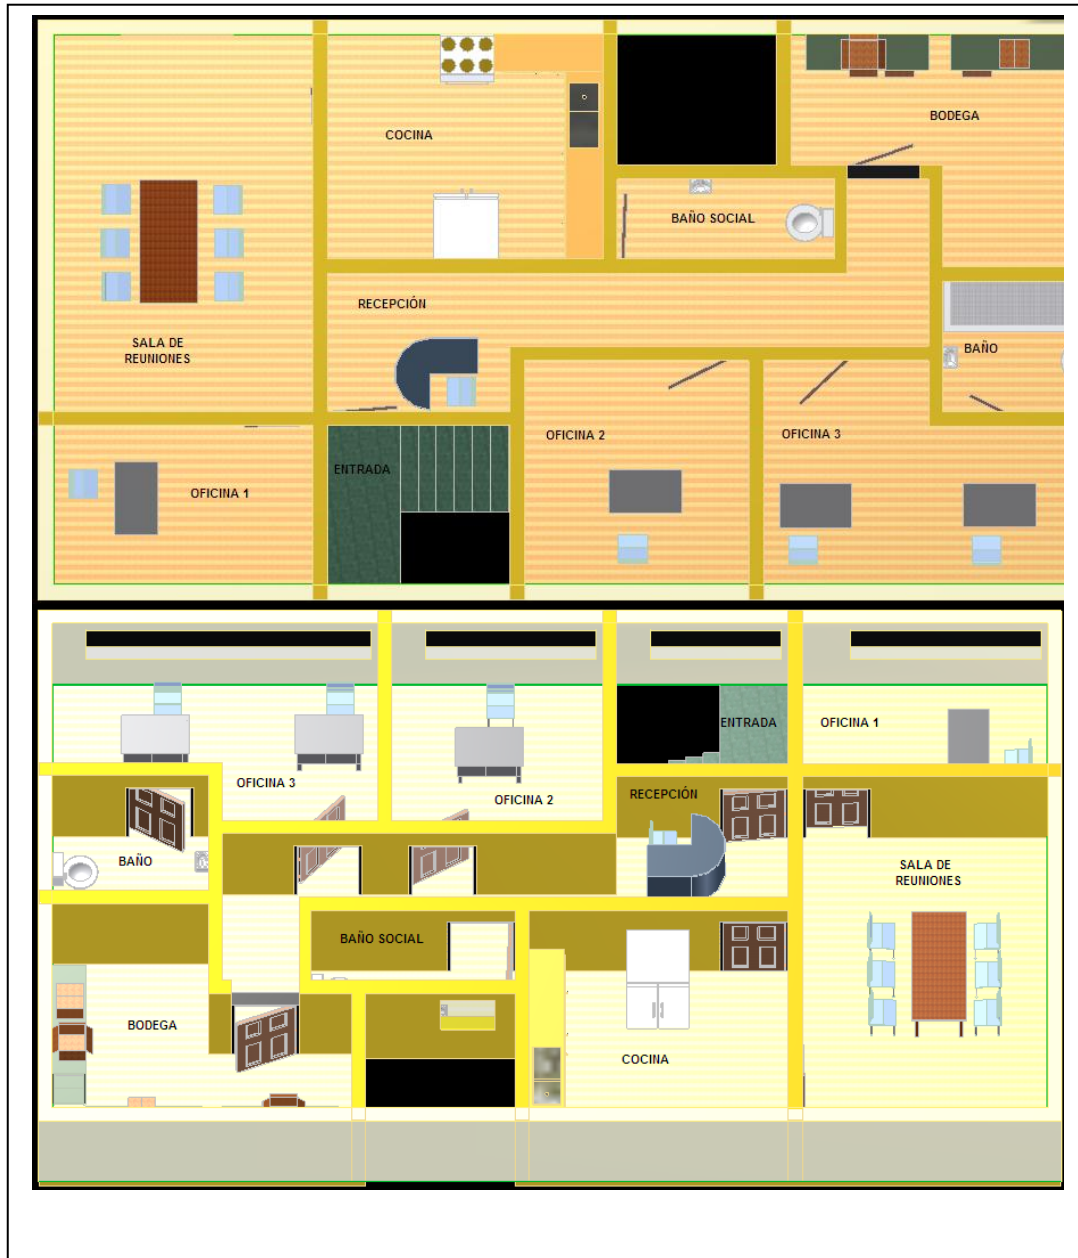 COCINA
BODEGA
BAÑO SOCIAL
RECEPCIÓN
SALA DE
REUNIONES
BAÑO
OFICINA 2
OFICINA 3
ENTRADA
OFICINA 1
ENTRADA
OFICINA 1
OFICINA 3
OFICINA 2
RECEPCIÓN
BAÑO
SALA DE
REUNIONES
BAÑO SOCIAL
BODEGA
COCINA